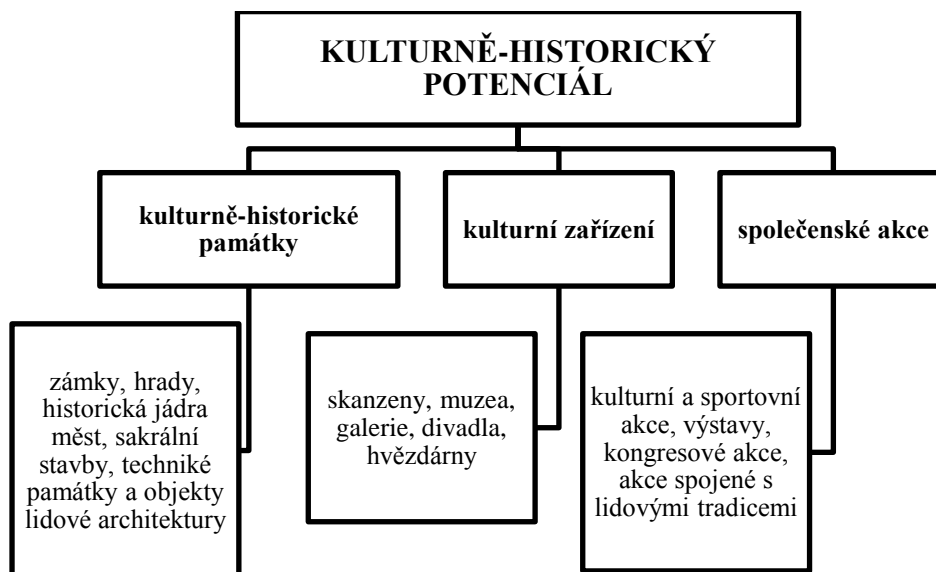 KULTURNĚ-HISTORICKÝ
POTENCIÁL
kulturně-historické
památky
kulturní zařízení
společenské akce
zámky, hrady,
historická jádra
měst, sakrální
stavby, techniké
památky a objekty
lidové architektury
skanzeny, muzea,
galerie, divadla,
hvězdárny
kulturní a sportovní
akce, výstavy,
kongresové akce,
akce spojené s
lidovými tradicemi